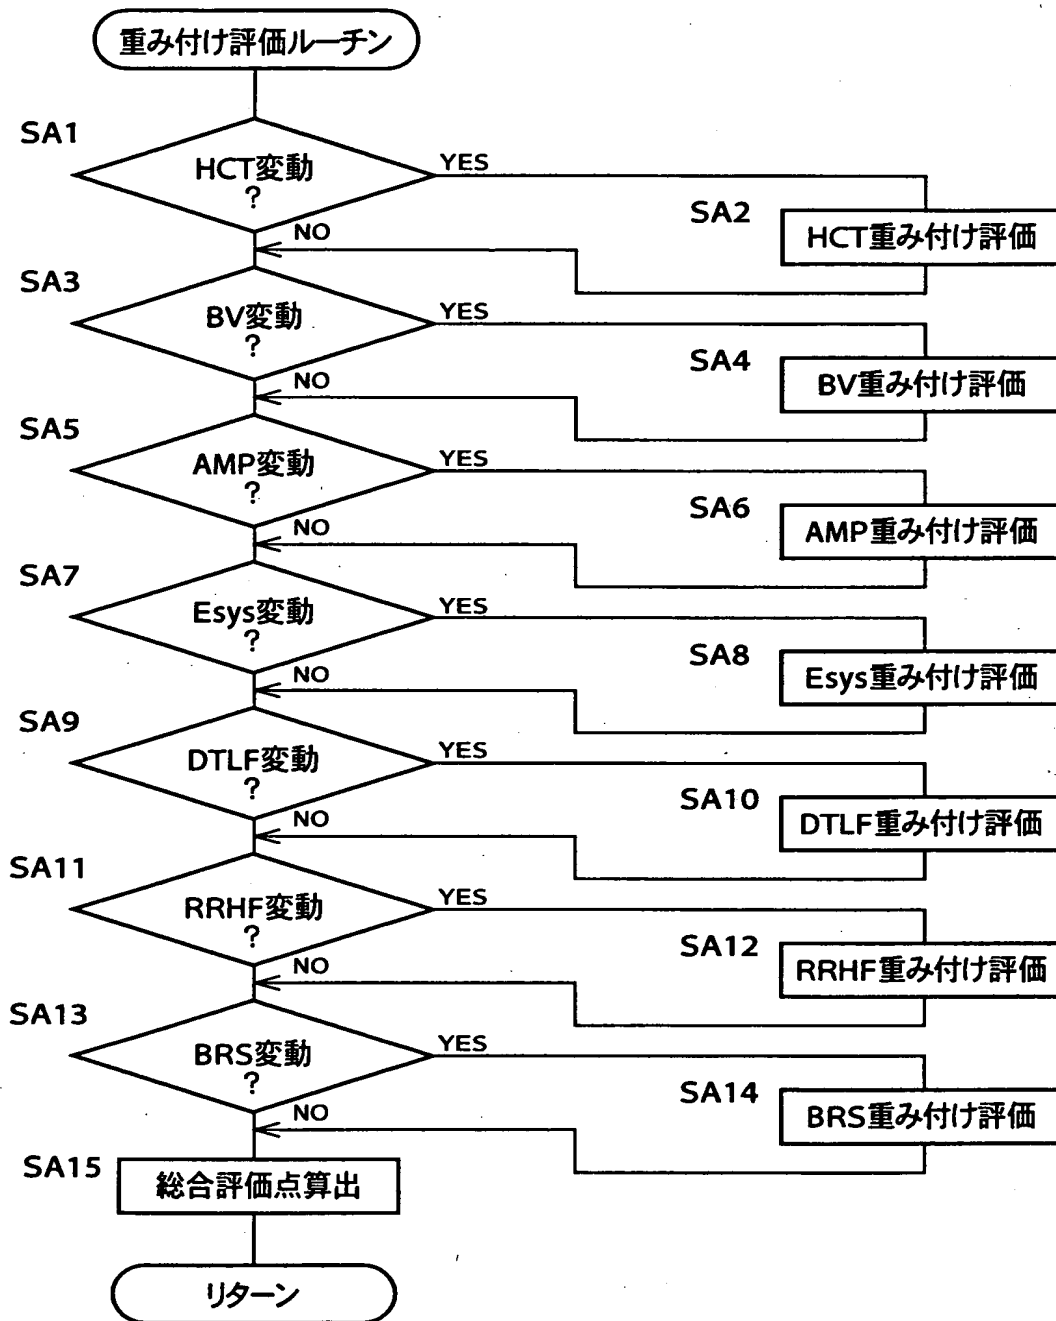 重み付け評価ルーチン
SA1
HCT変動
?
YES
NO
SA2
HCT重み付け評価
SA3
BV変動
?
YES
NO
SA4
BV重み付け評価
SA5
AMP変動
?
YES
NO
SA6
AMP重み付け評価
SA7
Esys変動
?
YES
NO
SA8
Esys重み付け評価
SA9
DTLF変動
?
YES
NO
SA10
DTLF重み付け評価
SA11
RRHF変動
?
YES
NO
SA12
RRHF重み付け評価
SA13
BRS変動
?
YES
NO
SA14
BRS重み付け評価
SA15
総合評価点算出
リターン